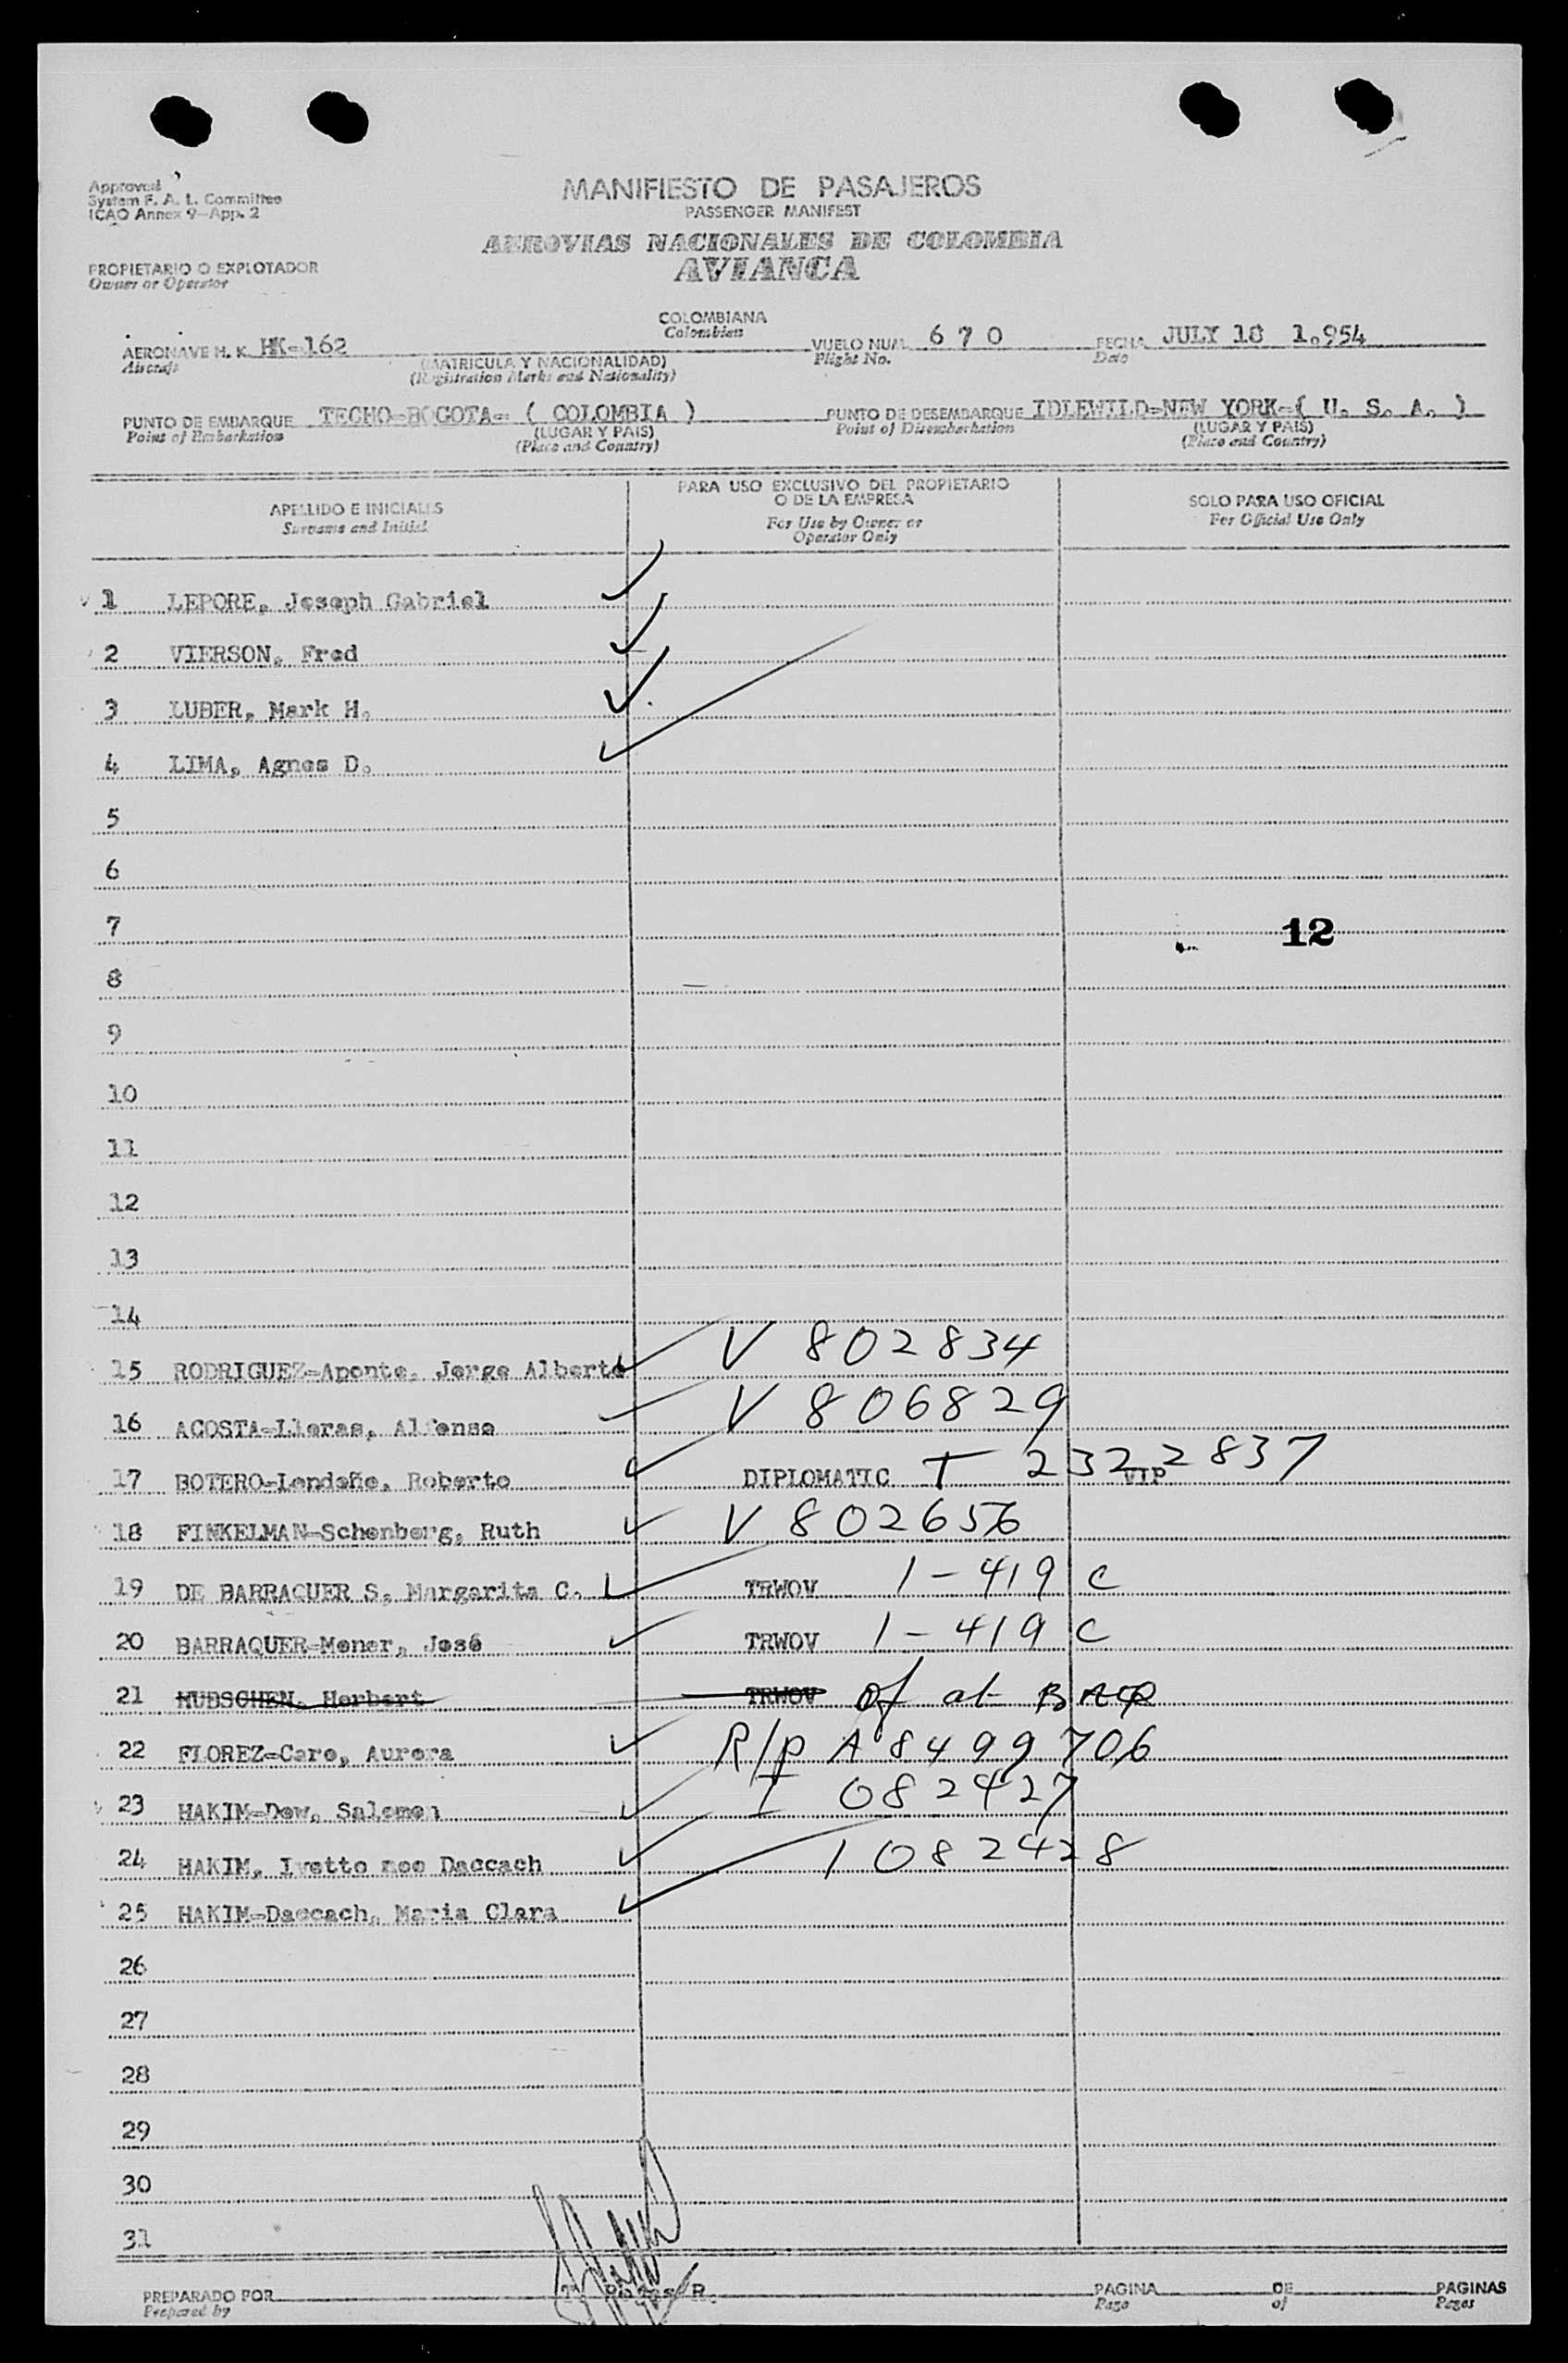 Approved
System F. A. L. Committee
ICAO Annex 9-App. 2
MANIFIESTO DE PASAJEROS
PASSENGER MANIFEST
AEROVIAS NACIONALES DE COLOMBIA
AVIANCA
PROPIETARIO O EXPLOTADOR
Owner or Operator
COLOMBIANA
Colombian
AERONAVE H. K. HK-162 VUELO NUM. 6 7 0 FECHA JULY 18 1.954
Aircraft (MATRICULA Y NACIONALIDAD) Flight No. Date
(Registration Marks and Nationality)
PUNTO DE EMBARQUE TECHO-BOGOTA- ( COLOMBIA ) PUNTO DE DESEMBARQUE IDLEWILD-NEW YORK-( U. S. A. )
Point of Embarkation (LUGAR Y PAIS) Point of Disembarkation (LUGAR Y PAIS)
(Place and Country) (Place and Country)
APELLIDO E INICIALES PARA USO EXCLUSIVO DEL PROPIETARIO SOLO PARA USO OFICIAL
Surname and Initial O DE LA EMPRESA For Official Use Only
For Use by Owner or
Operator Only
1 LEPORE, Joseph Gabriel
2 VIERSON, Fred
3 LUBER, Mark H.
4 LIMA, Agnes D.
5
6
7 12
8
9
10
11
12
13
14
15 RODRIGUEZ-Aponte, Jorge Alberto V 802834
16 ACOSTA-Lleras, Alfonso V 806829
17 BOTERO-Londoño, Roberto DIPLOMATIC T 2322837 VIP
18 FINKELMAN-Schenberg, Ruth V 802656
19 DE BARRAQUER S, Margarita C. TRWOV 1-419 C
20 BARRAQUER-Moner, José TRWOV 1-419 C
21 HUBSCHEN, Herbert TRWOV Of at BAQ
22 FLOREZ-Caro, Aurora R/P A 8499706
23 HAKIM-Dow, Salomon I 082427
24 HAKIM, Ivette nee Daccach 1082428
25 HAKIM-Daccach, Maria Clara
26
27
28
29
30
31
PREPARADO POR R. PAGINA DE PAGINAS
Prepared by Page of Pages